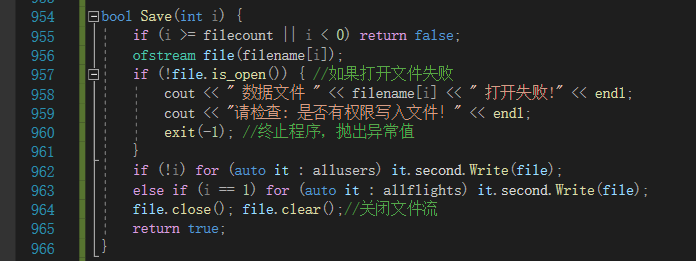 954 bool Save(int i) {
955 if (i >= filecount || i < 0) return false;
956 ofstream file(filename[i]);
957 if (!file.is_open()) { //如果打开文件失败
958 cout << " 数据文件 " << filename[i] << " 打开失败!" << endl;
959 cout << "请检查: 是否有权限写入文件! " << endl;
960 exit(-1); //终止程序，抛出异常值
961 }
962 if (!i) for (auto it : allusers) it.second.Write(file);
963 else if (i == 1) for (auto it : allflights) it.second.Write(file);
964 file.close(); file.clear();//关闭文件流
965 return true;
966 }